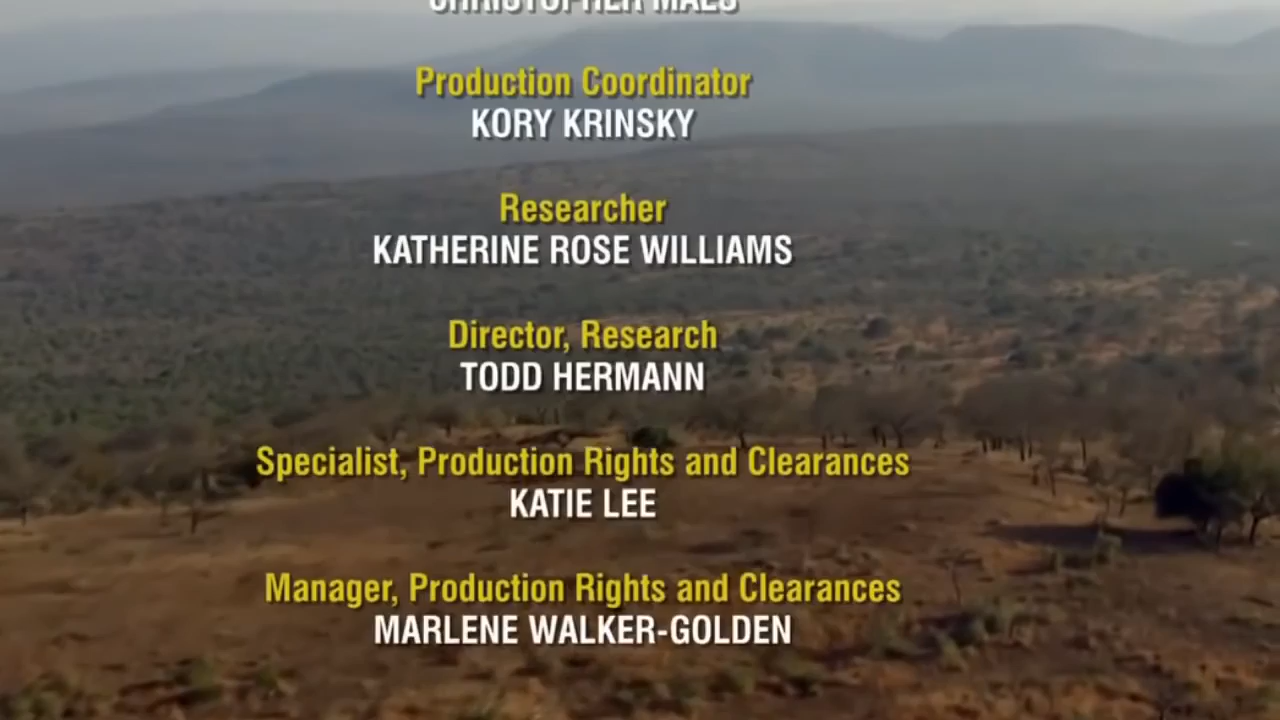 Production Coordinator
KORY KRINSKY
Researcher
KATHERINE ROSE WILLIAMS
Director, Research
TODD HERMANN
Specialist, Production Rights and Clearances
KATIE LEE
Manager, Production Rights and Clearances
MARLENE WALKER-GOLDEN